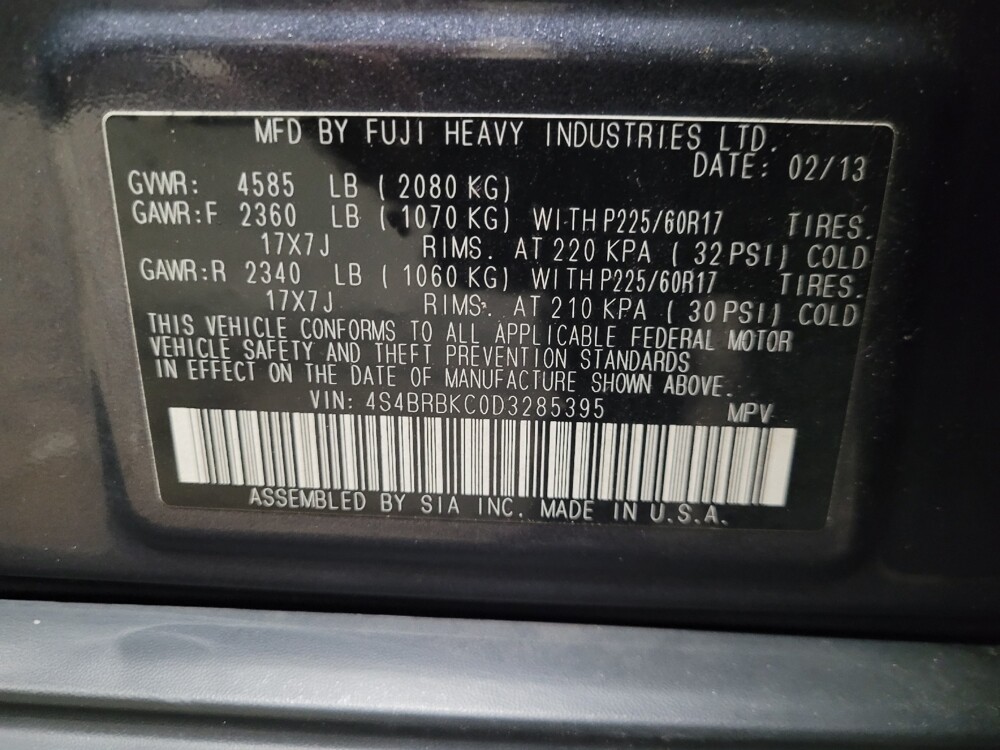 MFD BY FUJI HEAVY INDUSTRIES LTD.
DATE: 02/13
GVWR: 4585 LB ( 2080 KG)
GAWR:F 2360 LB ( 1070 KG) WITH P225/60R17 TIRES.
17X7J RIMS. AT 220 KPA ( 32 PSI) COLD
GAWR:R 2340 LB ( 1060 KG) WITH P225/60R17 TIRES.
17X7J RIMS. AT 210 KPA ( 30 PSI) COLD
THIS VEHICLE CONFORMS TO ALL APPLICABLE FEDERAL MOTOR
VEHICLE SAFETY AND THEFT PREVENTION STANDARDS
IN EFFECT ON THE DATE OF MANUFACTURE SHOWN ABOVE.
VIN: 4S4BRBKC0D3285395 MPV
ASSEMBLED BY SIA INC. MADE IN U.S.A.